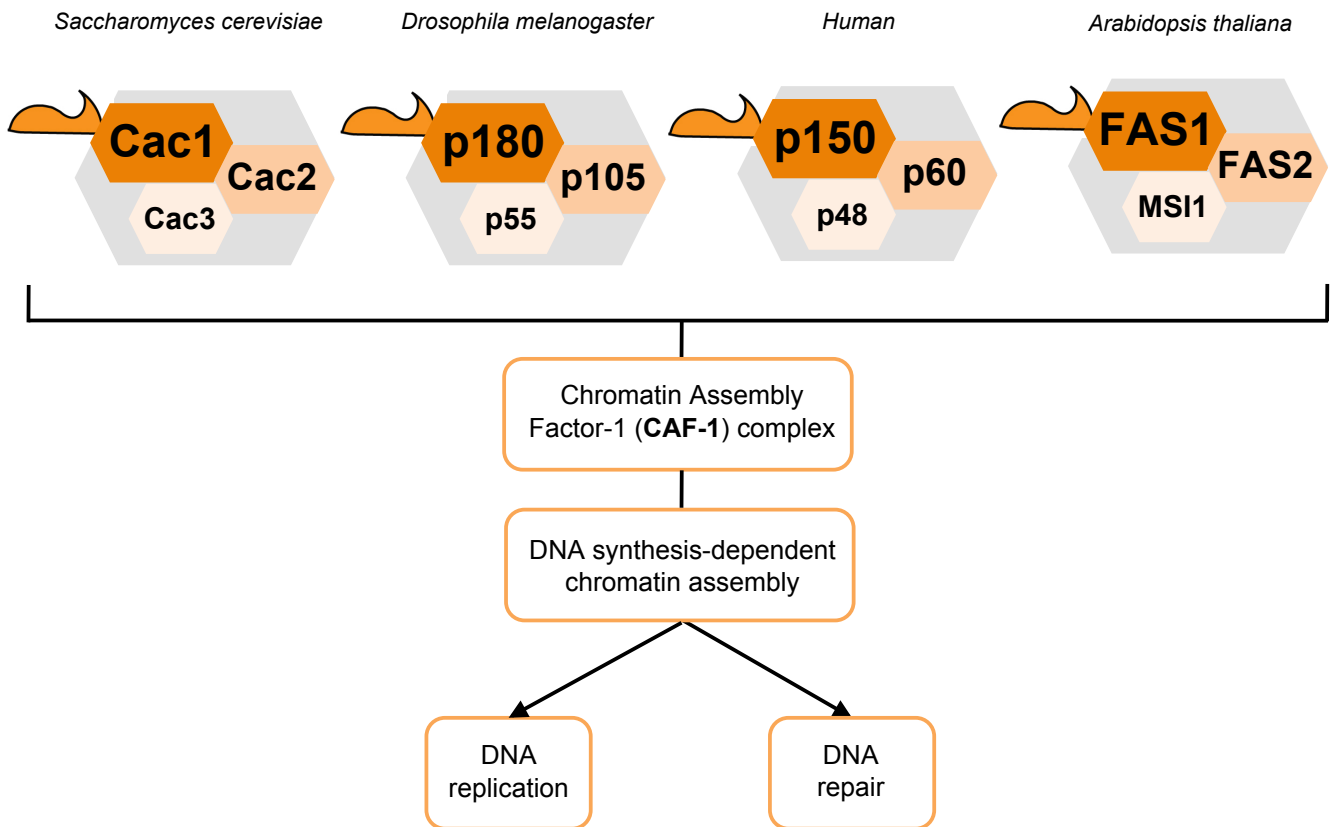 Saccharomyces cerevisiae
Drosophila melanogaster
Human
Arabidopsis thaliana
Cac1
Cac2
Cac3
p180
p105
p55
p150
p60
p48
FAS1
FAS2
MSI1
Chromatin Assembly
Factor-1 (CAF-1) complex
DNA synthesis-dependent
chromatin assembly
DNA
replication
DNA
repair